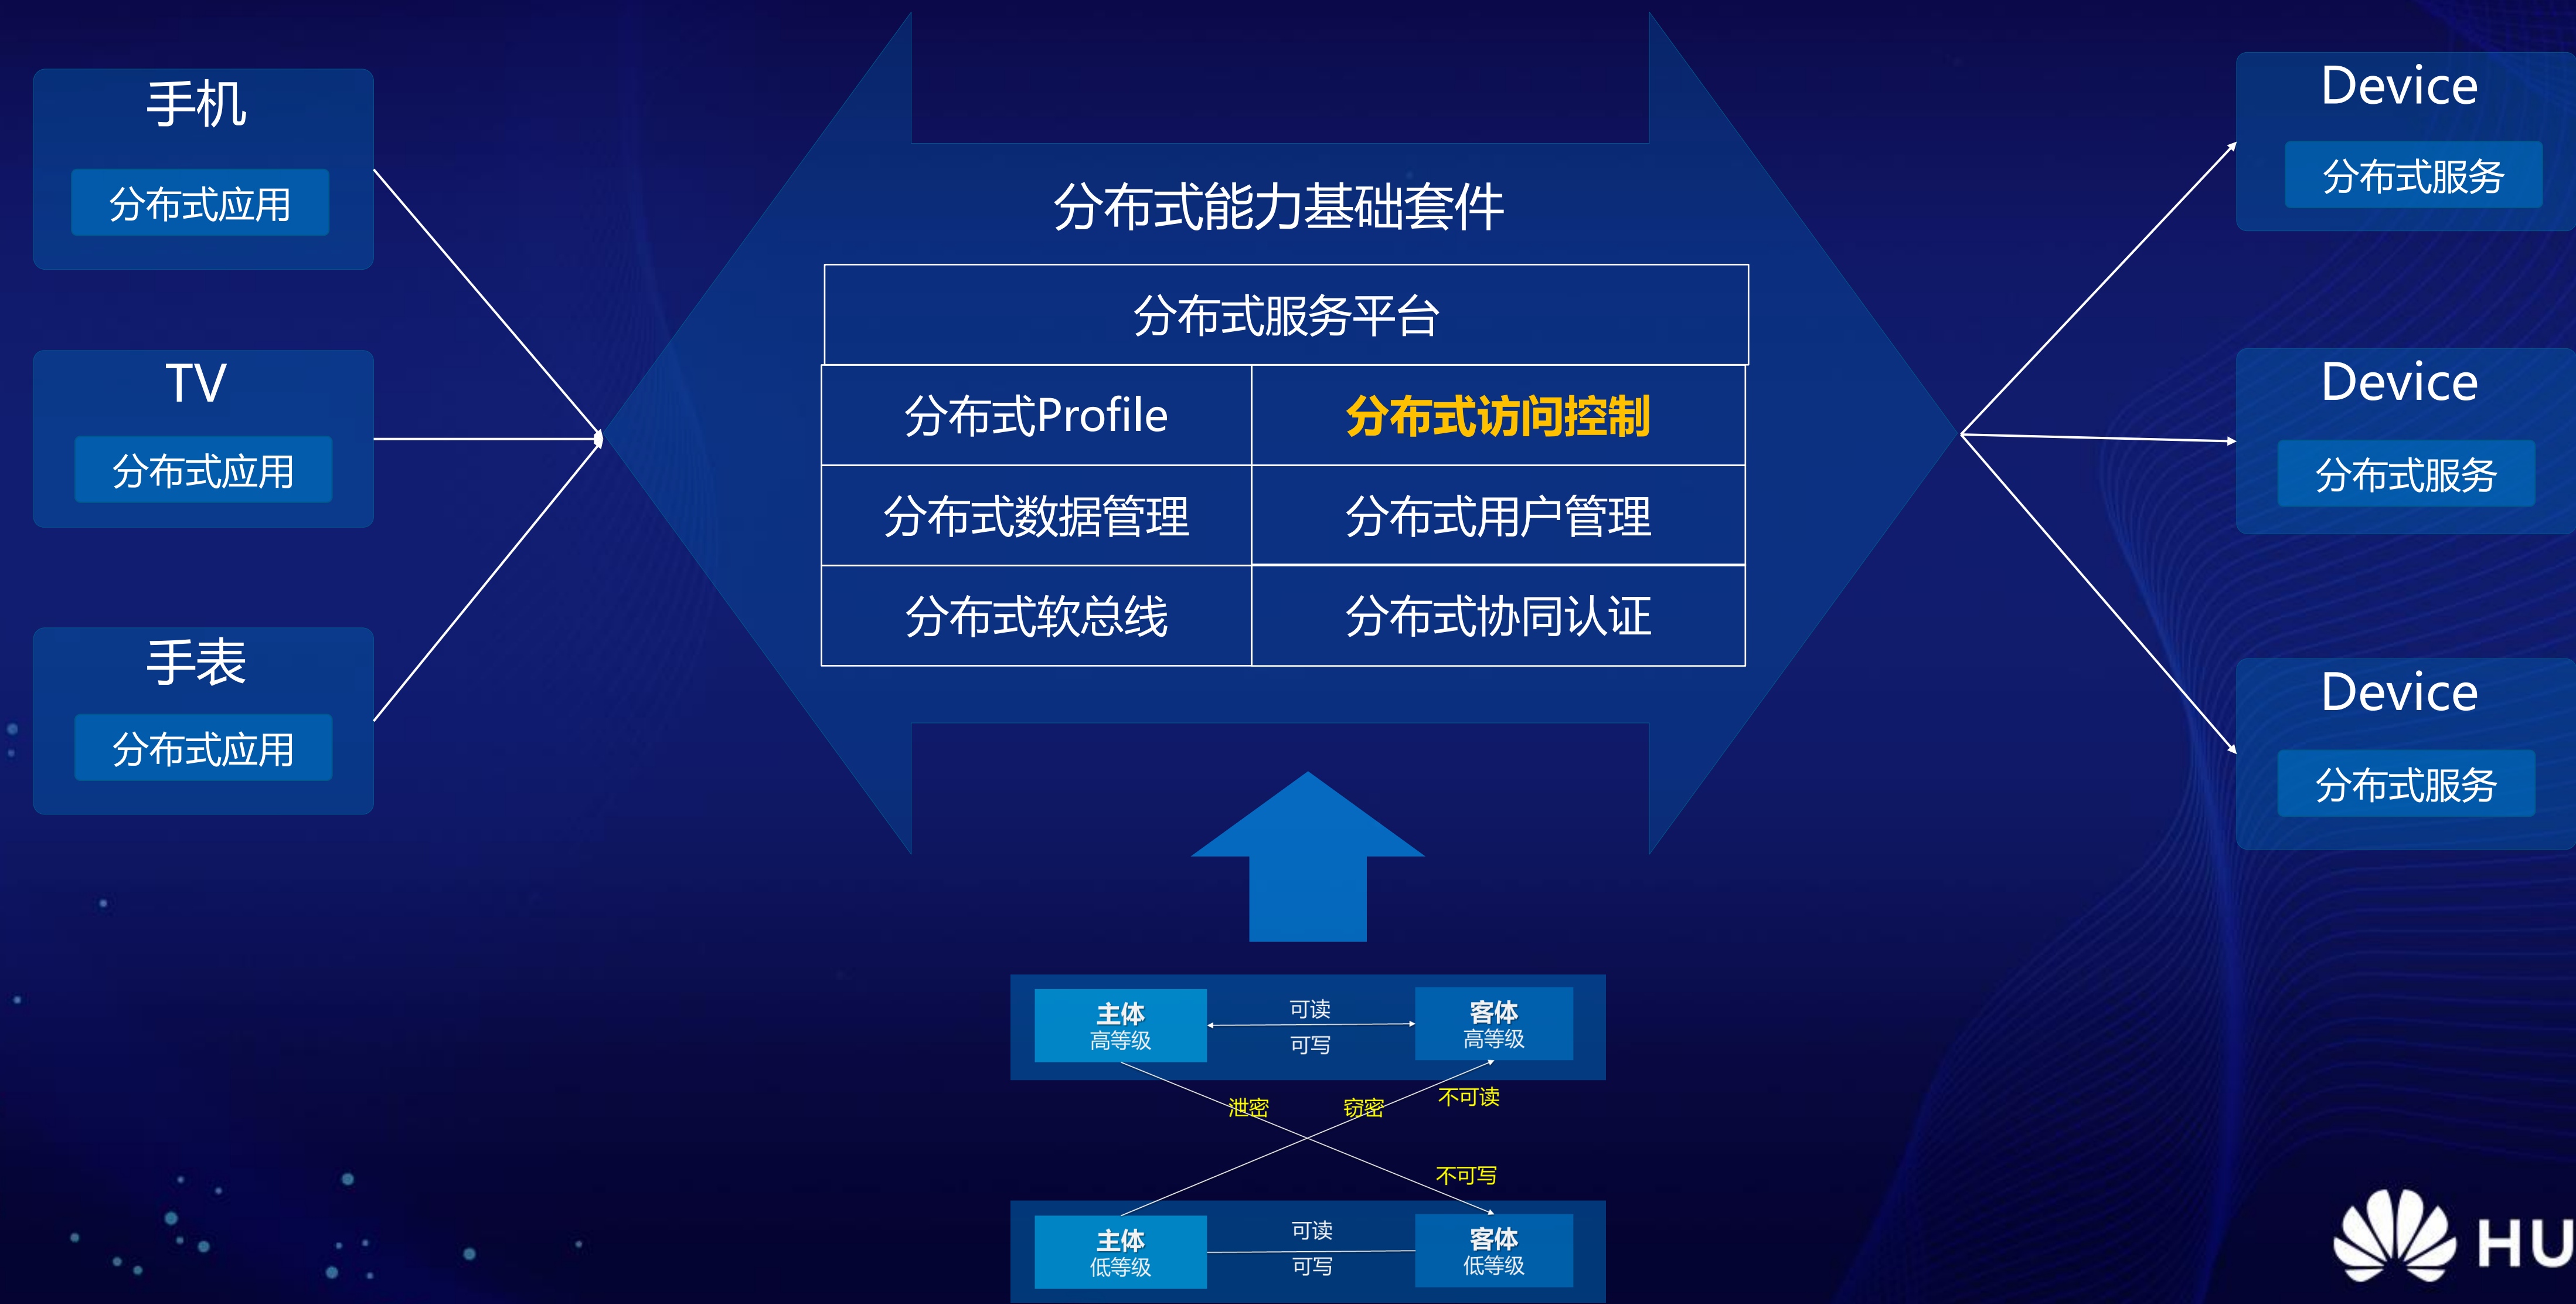 手机
分布式应用
TV
分布式应用
手表
分布式应用
分布式能力基础套件
分布式服务平台
分布式Profile
分布式访问控制
分布式数据管理
分布式用户管理
分布式软总线
分布式协同认证
Device
分布式服务
Device
分布式服务
Device
分布式服务
主体
高等级
可读
可写
客体
高等级
泄密
窃密
不可读
不可写
主体
低等级
可读
可写
客体
低等级
HU